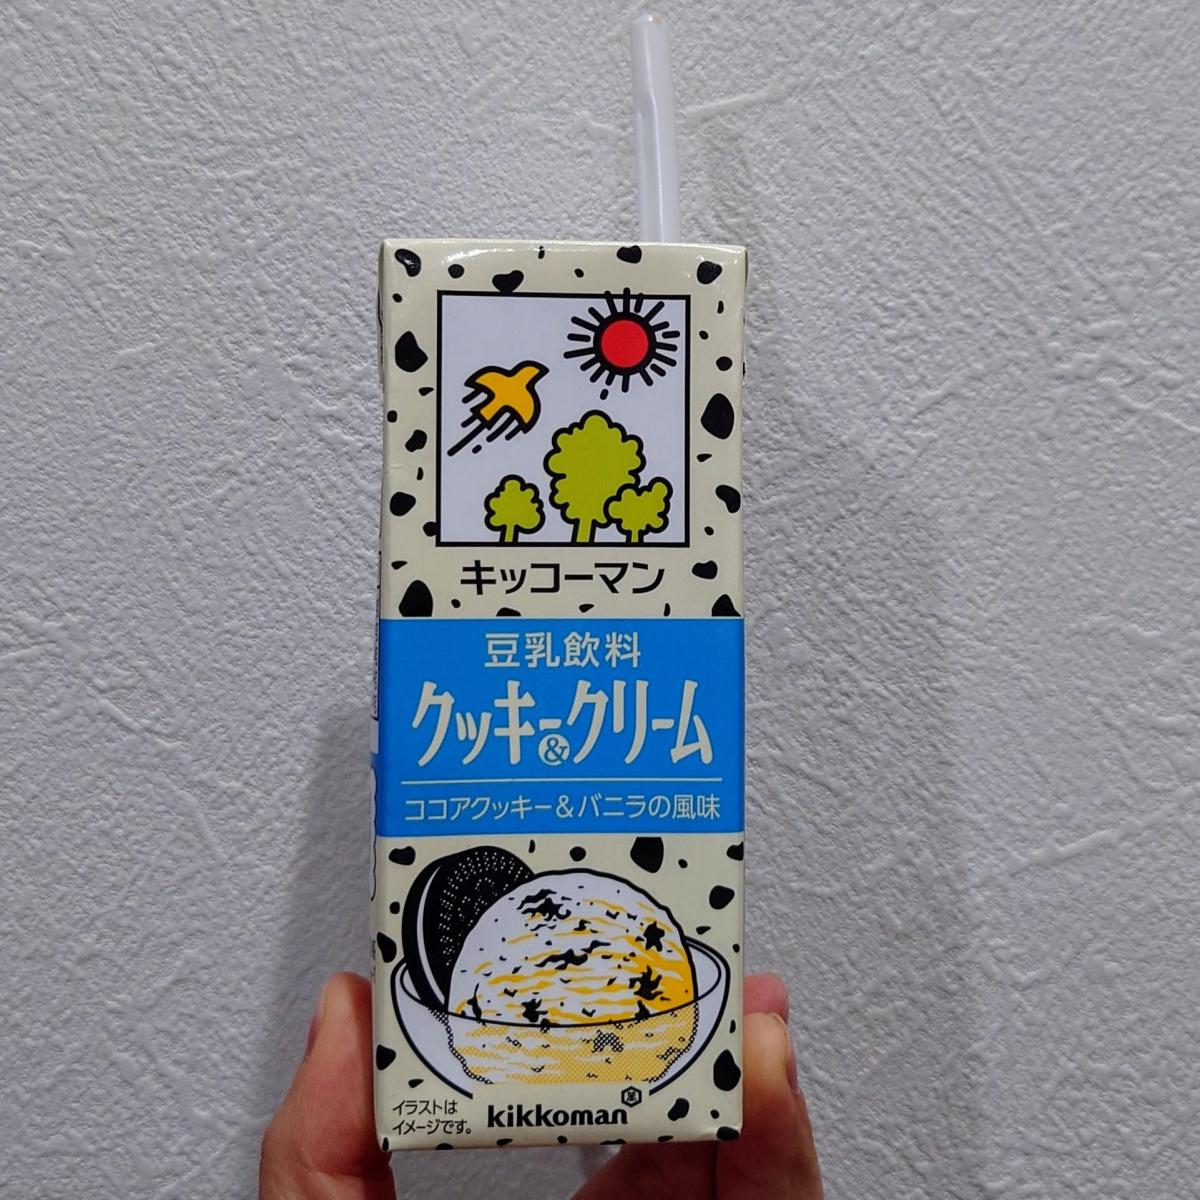 キッコーマン
豆乳飲料
クッキー&クリーム
ココアクッキー&バニラの風味
イラストは
イメージです。
kikkoman
萬